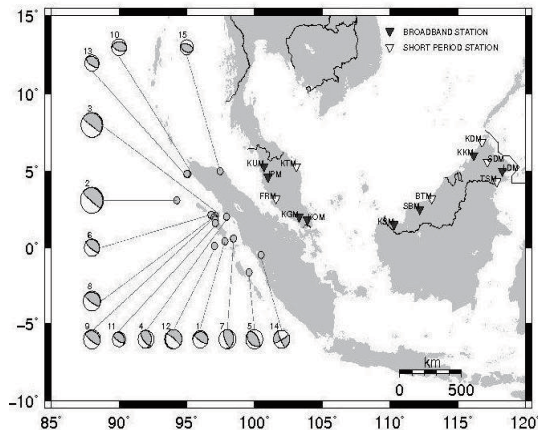 15°
10°
5°
0°
−5°
−10°
10
15
13
3
2
6
8
9 11 4 12 1 7 5 14
▼ BROADBAND STATION
▽ SHORT PERIOD STATION
KUM
KTM
IPM
FRM
KGM
KOM
KDM
KKM
SDM
LDM
TSM
BTM
SBM
KSM
km
0 500
85° 90° 95° 100° 105° 110° 115° 120°